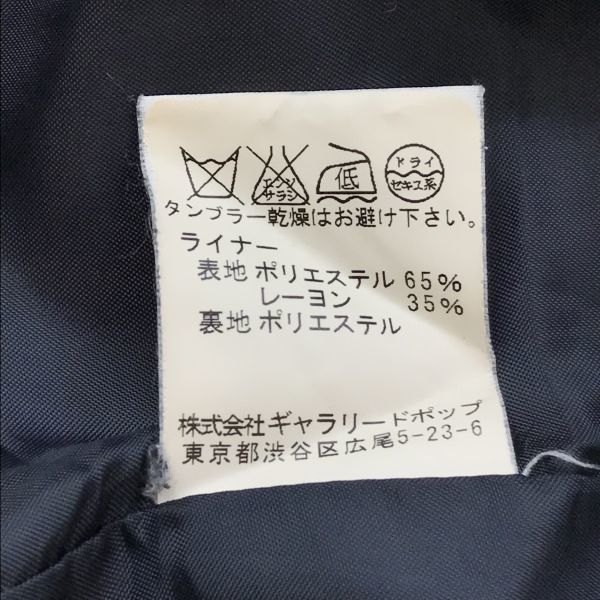 エンソ サラシ 低 ドライ セキユ系
タンブラー乾燥はお避け下さい。
ライナー
表地 ポリエステル 65%
レーヨン 35%
裏地 ポリエステル
株式会社ギャラリードポップ
東京都渋谷区広尾5-23-6